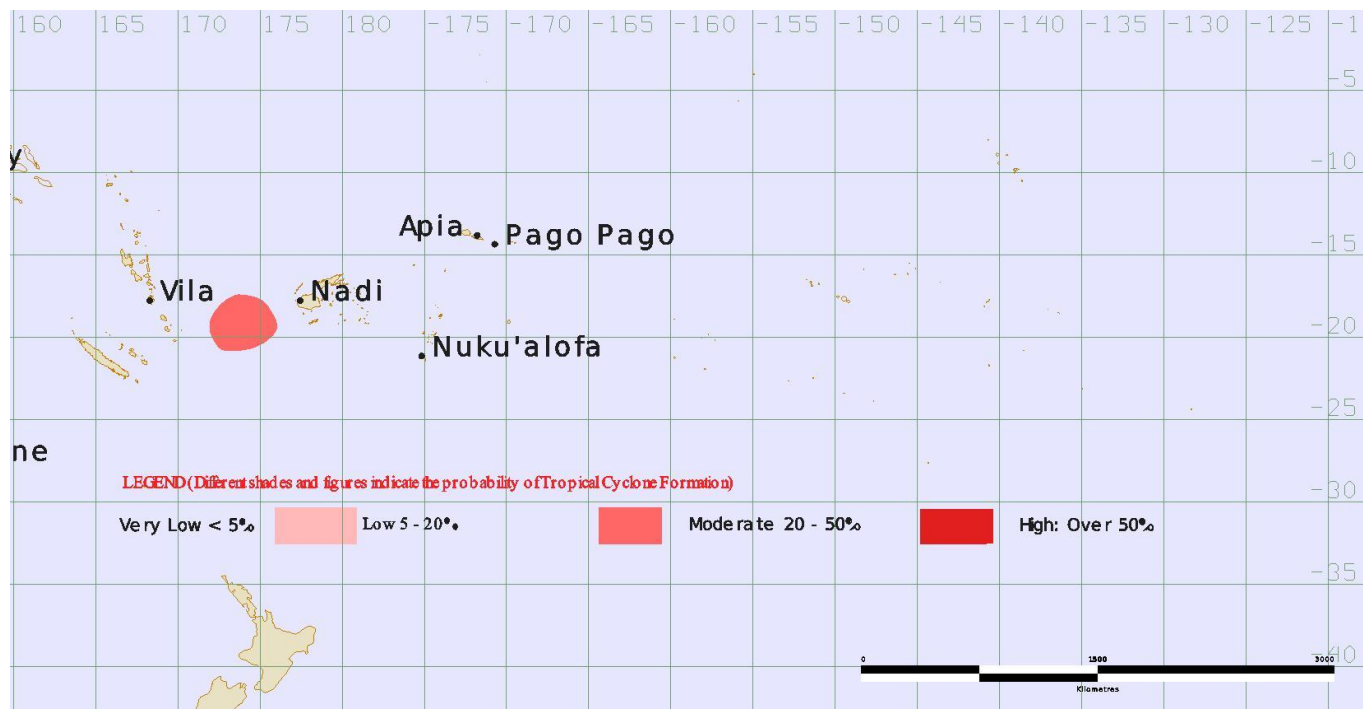 160 165 170 175 180 -175 -170 -165 -160 -155 -150 -145 -140 -135 -130 -125 -1
-5
y
-10
Apia
Pago Pago
-15
Vila
Nadi
-20
Nuku'alofa
-25
ne
LEGEND(Different shades and figures indicate the probability of Tropical Cyclone Formation)
-30
Very Low < 5% Low 5 - 20% Moderate 20 - 50% High: Over 50%
-35
0 1500 3000
-40
Kilometres